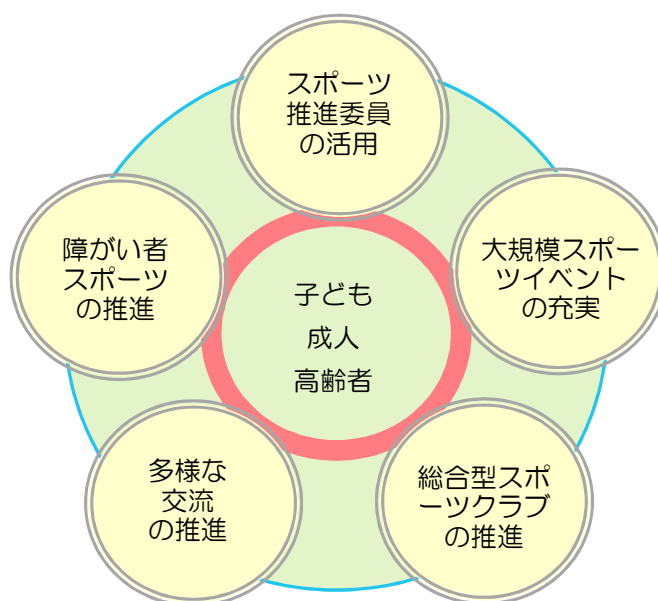 スポーツ
推進委員
の活用
障がい者
スポーツ
の推進
大規模スポー
ツイベント
の充実
子ども
成人
高齢者
多様な
交流
の推進
総合型スポ
ーツクラブ
の推進